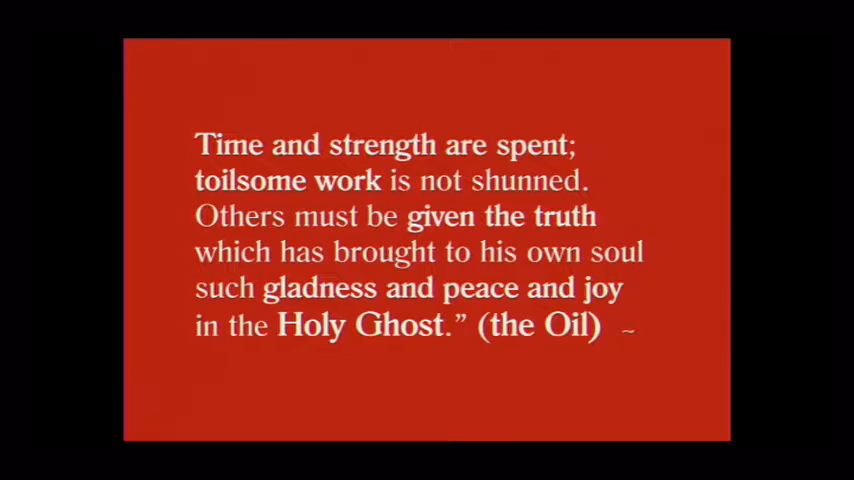 Time and strength are spent;
toilsome work is not shunned.
Others must be given the truth
which has brought to his own soul
such gladness and peace and joy
in the Holy Ghost.” (the Oil) ~